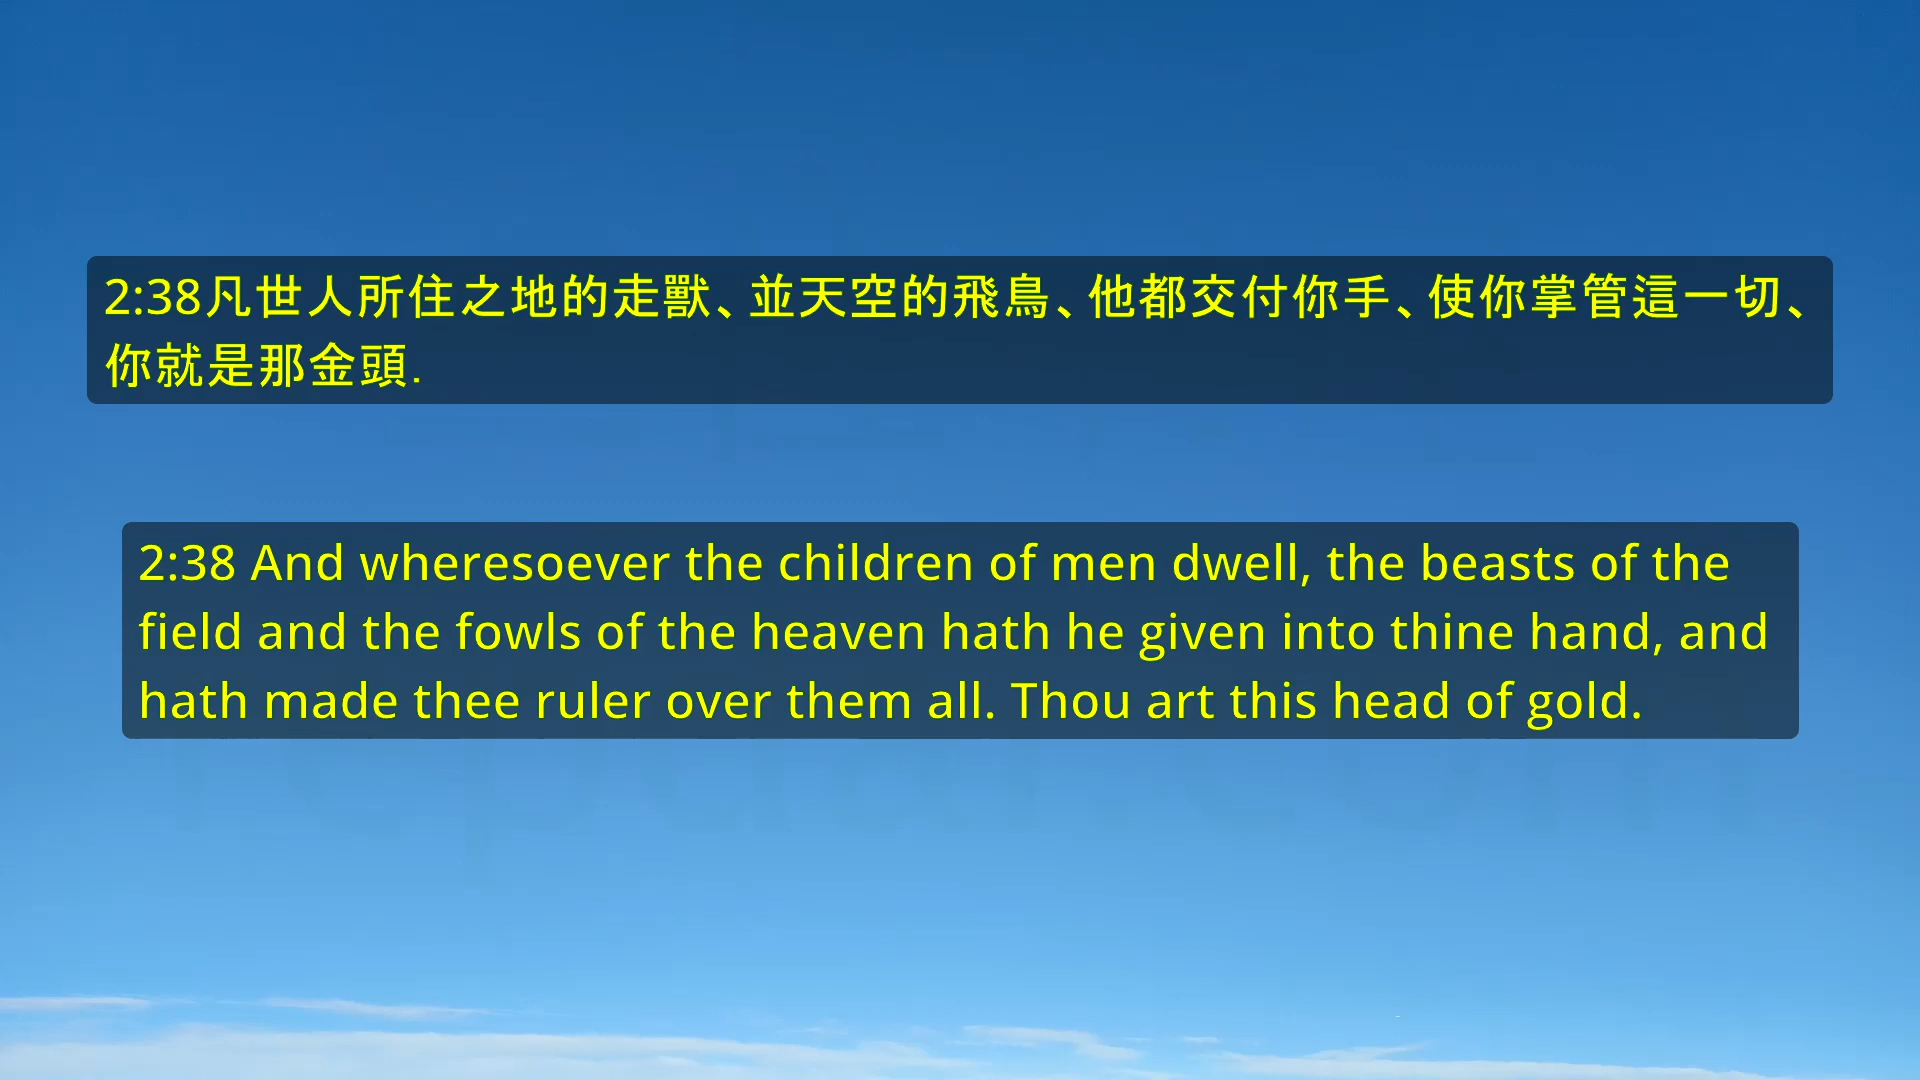 2:38凡世人所住之地的走獸、並天空的飛鳥、他都交付你手、使你掌管這一切、
你就是那金頭.
2:38 And wheresoever the children of men dwell, the beasts of the
field and the fowls of the heaven hath he given into thine hand, and
hath made thee ruler over them all. Thou art this head of gold.